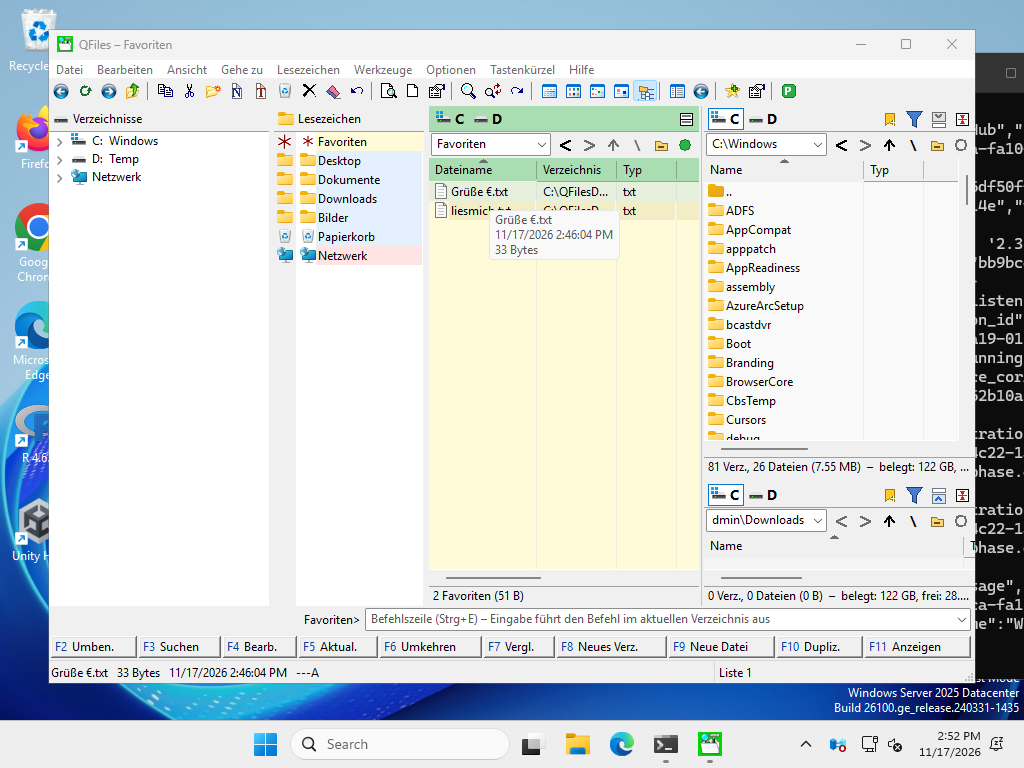 Recycle
Firefo
Goog
Chron
Micros
Edge
R 4.6.
Unity H
QFiles – Favoriten
Datei Bearbeiten Ansicht Gehe zu Lesezeichen Werkzeuge Optionen Tastenkürzel Hilfe
Verzeichnisse
C: Windows
D: Temp
Netzwerk
Lesezeichen
Favoriten
Desktop
Dokumente
Downloads
Bilder
Papierkorb
Netzwerk
C D
Favoriten
Dateiname Verzeichnis Typ
Grüße €.txt C:\QFilesD... txt
liesmich.txt C:\QFilesD... txt
Grüße €.txt
11/17/2026 2:46:04 PM
33 Bytes
2 Favoriten (51 B)
C D
C:\Windows
Name Typ
..
ADFS
AppCompat
apppatch
AppReadiness
assembly
AzureArcSetup
bcastdvr
Boot
Branding
BrowserCore
CbsTemp
Cursors
debug
81 Verz., 26 Dateien (7.55 MB) – belegt: 122 GB, ...
C D
dmin\Downloads
Name T
0 Verz., 0 Dateien (0 B) – belegt: 122 GB, frei: 28....
Favoriten> Befehlszeile (Strg+E) – Eingabe führt den Befehl im aktuellen Verzeichnis aus
F2 Umben. F3 Suchen F4 Bearb. F5 Aktual. F6 Umkehren F7 Vergl. F8 Neues Verz. F9 Neue Datei F10 Dupliz. F11 Anzeigen
Grüße €.txt 33 Bytes 11/17/2026 2:46:04 PM ---A Liste 1
Windows Server 2025 Datacenter
Build 26100.ge_release.240331-1435
Search
2:52 PM
11/17/2026